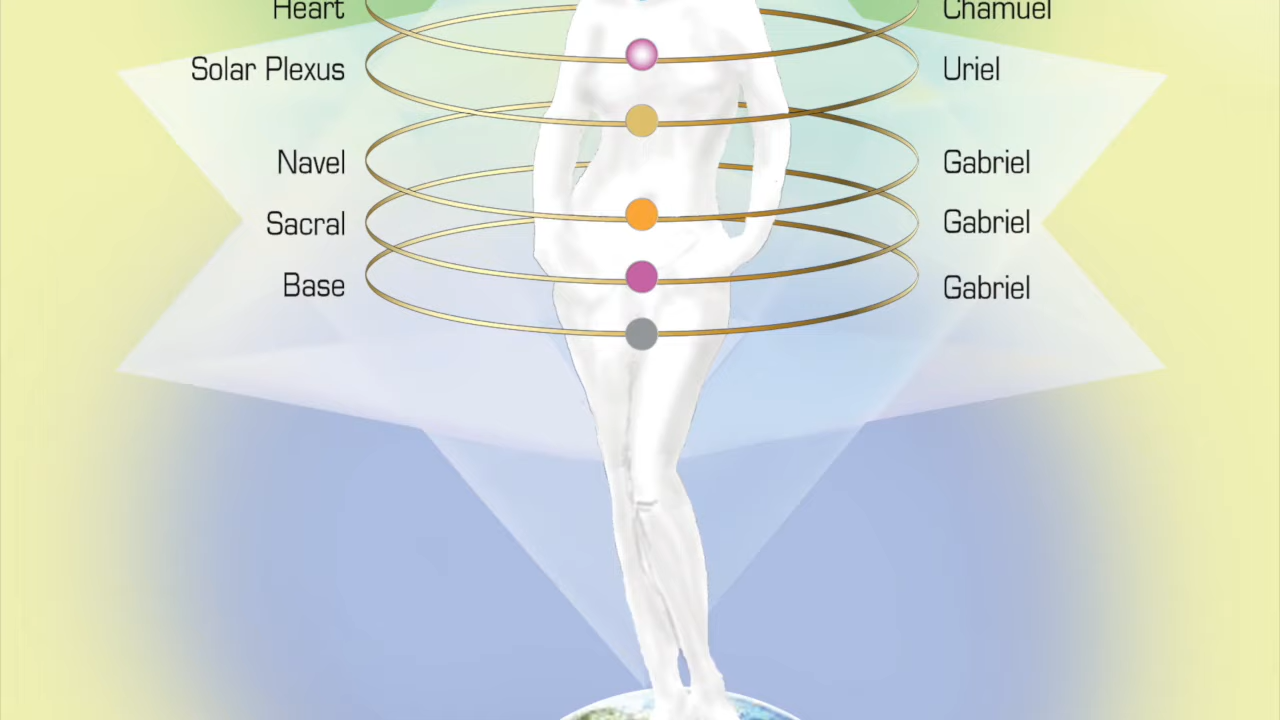 Heart Chamuel
Solar Plexus Uriel
Navel Gabriel
Sacral Gabriel
Base Gabriel